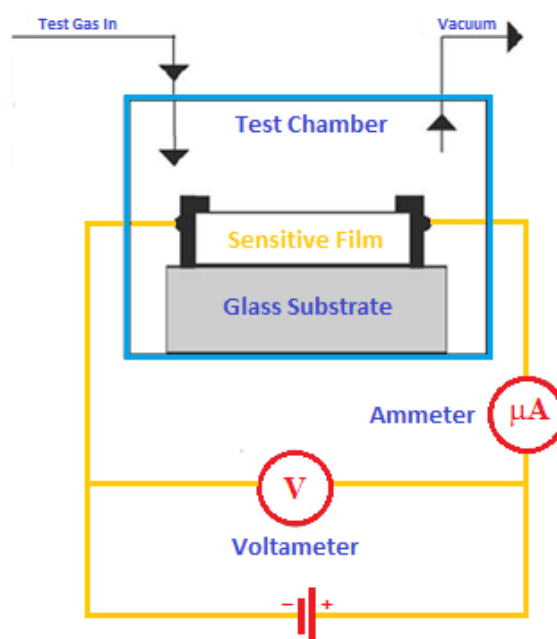 Test Gas In
Vacuum
Test Chamber
Sensitive Film
Glass Substrate
Ammeter
μA
V
Voltameter
− +